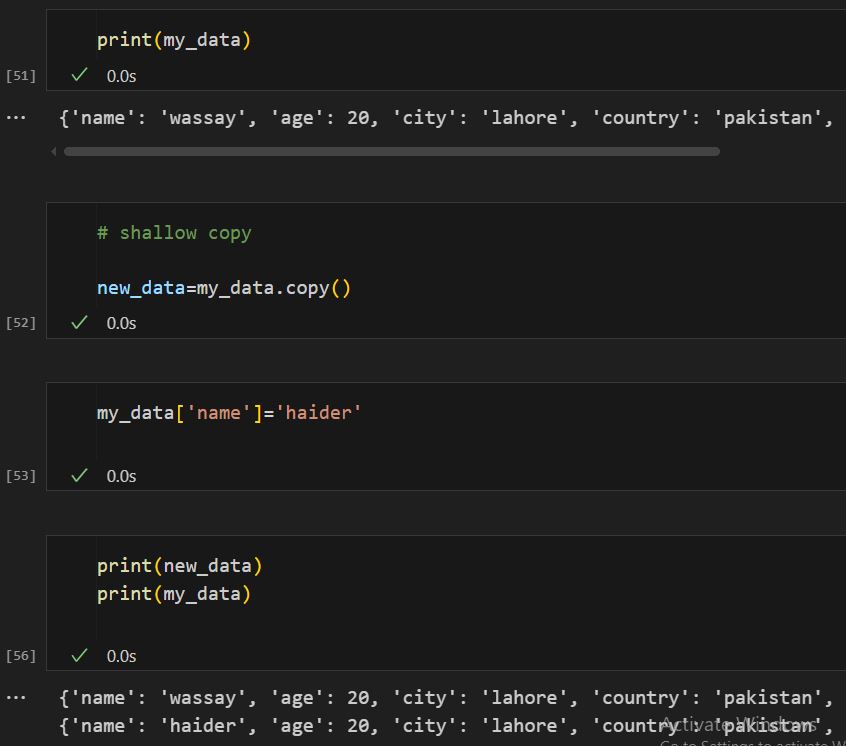 print(my_data)
[51] ✓ 0.0s
... {'name': 'wassay', 'age': 20, 'city': 'lahore', 'country': 'pakistan',
# shallow copy
new_data=my_data.copy()
[52] ✓ 0.0s
my_data['name']='haider'
[53] ✓ 0.0s
print(new_data)
print(my_data)
[56] ✓ 0.0s
... {'name': 'wassay', 'age': 20, 'city': 'lahore', 'country': 'pakistan',
{'name': 'haider', 'age': 20, 'city': 'lahore', 'country': 'pakistan',
Activate Windows
Go to Settings to activate W